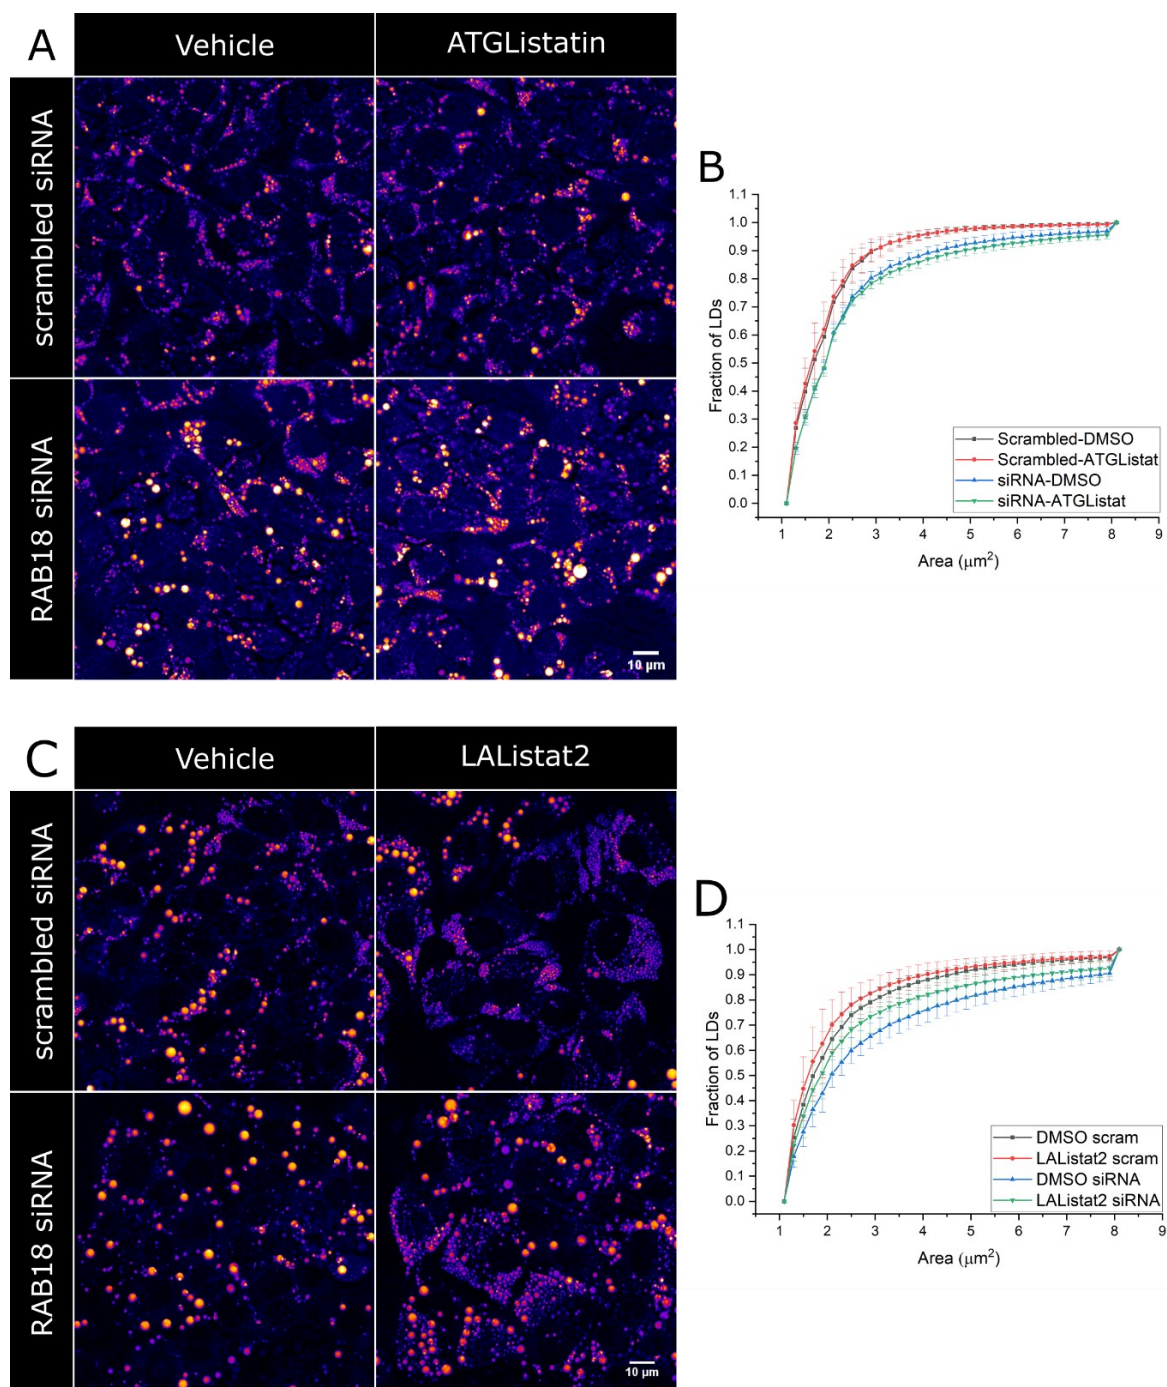 A
Vehicle
ATGListatin
scrambled siRNA
RAB18 siRNA
10 µm
B
1.1
1.0
0.9
0.8
0.7
0.6
0.5
0.4
0.3
0.2
0.1
0.0
Fraction of LDs
Scrambled-DMSO
Scrambled-ATGListat
siRNA-DMSO
siRNA-ATGListat
1 2 3 4 5 6 7 8 9
Area (µm²)
C
Vehicle
LAListat2
scrambled siRNA
RAB18 siRNA
10 µm
D
1.1
1.0
0.9
0.8
0.7
0.6
0.5
0.4
0.3
0.2
0.1
0.0
Fraction of LDs
DMSO scram
LAListat2 scram
DMSO siRNA
LAListat2 siRNA
1 2 3 4 5 6 7 8 9
Area (µm²)